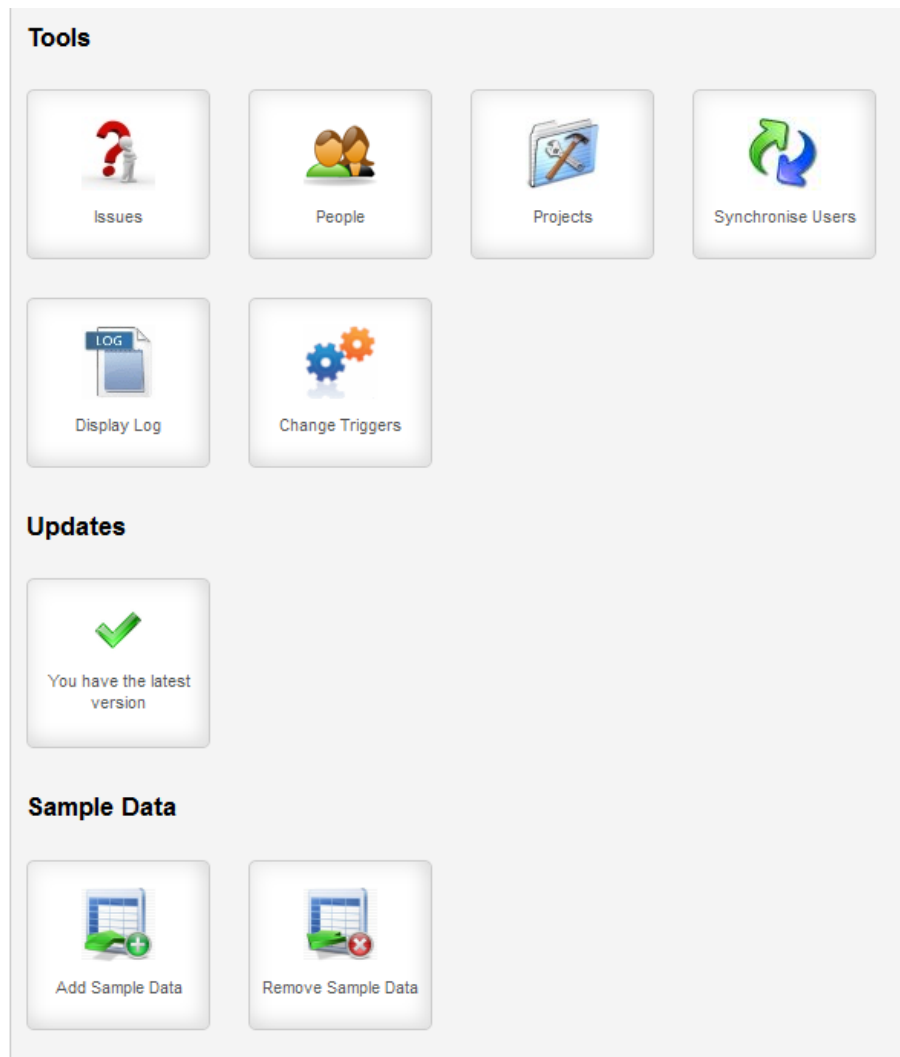 Tools
Issues
People
Projects
Synchronise Users
LOG
Display Log
Change Triggers
Updates
You have the latest
version
Sample Data
Add Sample Data
Remove Sample Data